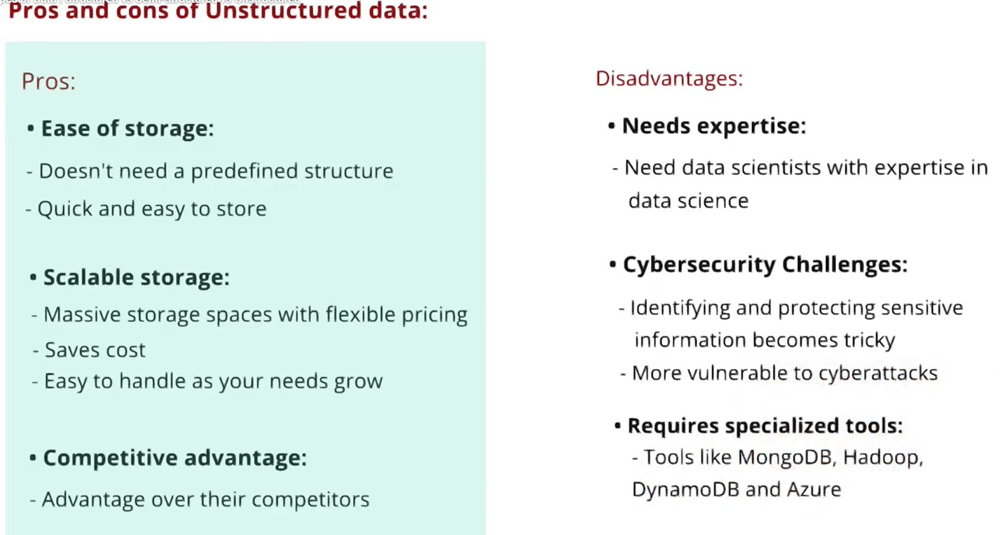 Types of Data | Structured vs Semi-structured vs Unstructured
Pros and cons of Unstructured data:
Pros:
• Ease of storage:
- Doesn't need a predefined structure
- Quick and easy to store
• Scalable storage:
- Massive storage spaces with flexible pricing
- Saves cost
- Easy to handle as your needs grow
• Competitive advantage:
- Advantage over their competitors
Disadvantages:
• Needs expertise:
- Need data scientists with expertise in
data science
• Cybersecurity Challenges:
- Identifying and protecting sensitive
information becomes tricky
- More vulnerable to cyberattacks
• Requires specialized tools:
- Tools like MongoDB, Hadoop,
DynamoDB and Azure